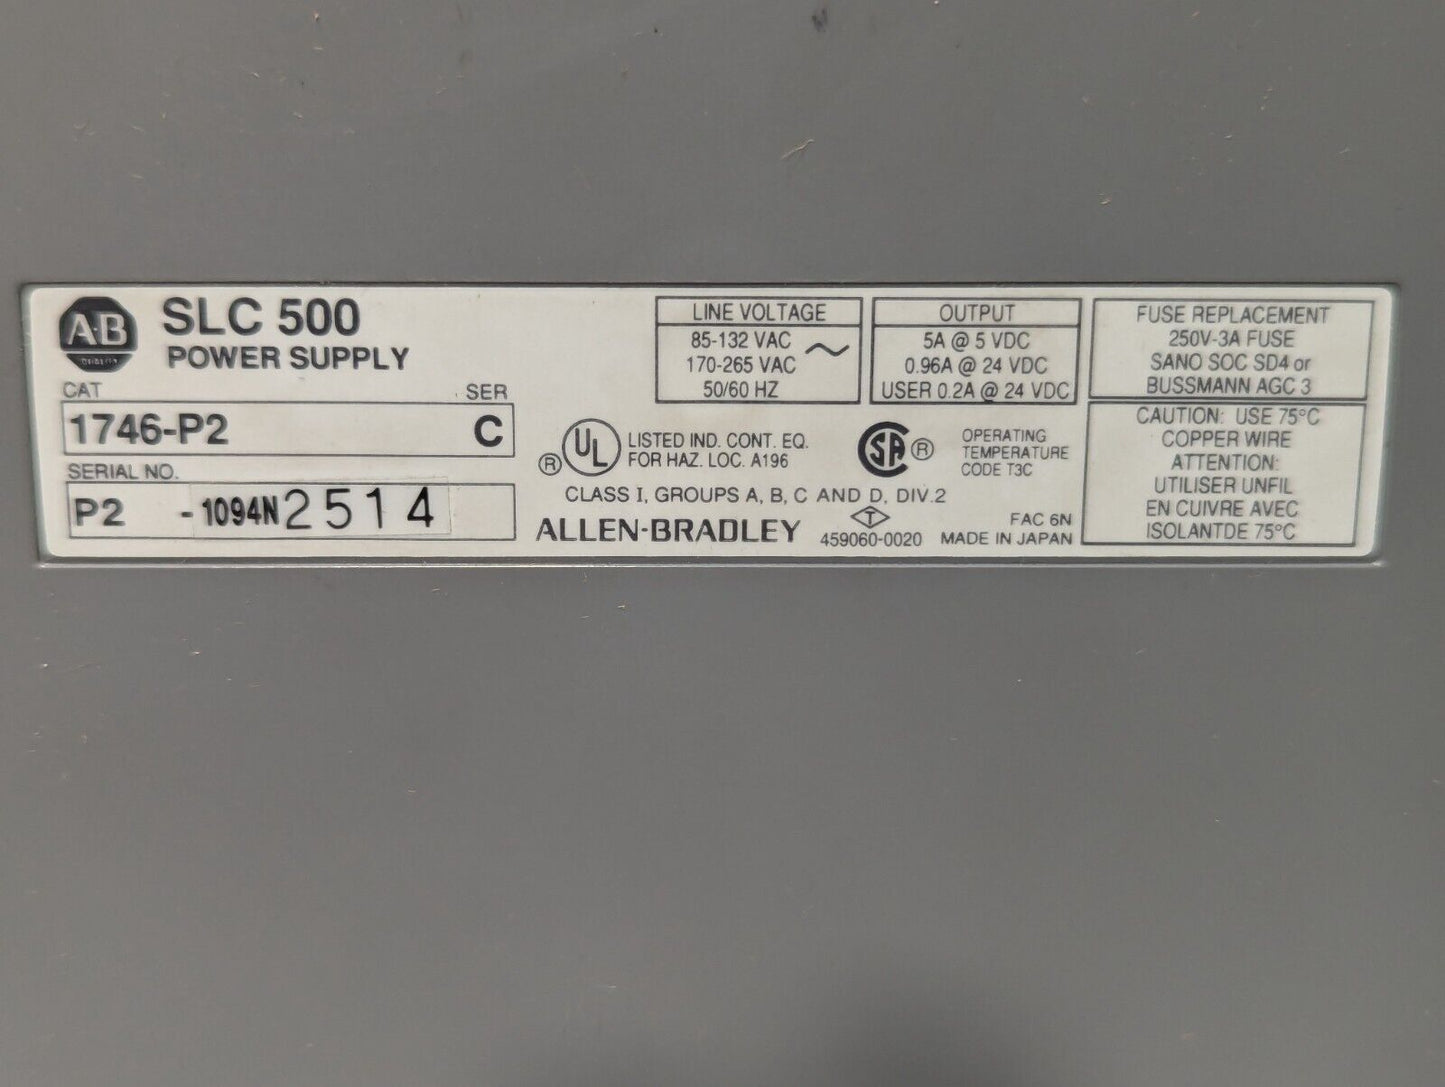 A-B
QUALITY
SLC 500
POWER SUPPLY
CAT
SER
1746-P2
C
SERIAL NO.
P2 - 1094N2514
LINE VOLTAGE
85-132 VAC
170-265 VAC
50/60 HZ
OUTPUT
5A @ 5 VDC
0.96A @ 24 VDC
USER 0.2A @ 24 VDC
FUSE REPLACEMENT
250V-3A FUSE
SANO SOC SD4 or
BUSSMANN AGC 3
® UL LISTED IND. CONT. EQ.
FOR HAZ. LOC. A196
SA ®
OPERATING
TEMPERATURE
CODE T3C
CLASS I, GROUPS A, B, C AND D, DIV.2
ALLEN-BRADLEY
T
459060-0020
FAC 6N
MADE IN JAPAN
CAUTION: USE 75°C
COPPER WIRE
ATTENTION:
UTILISER UNFIL
EN CUIVRE AVEC
ISOLANTDE 75°C